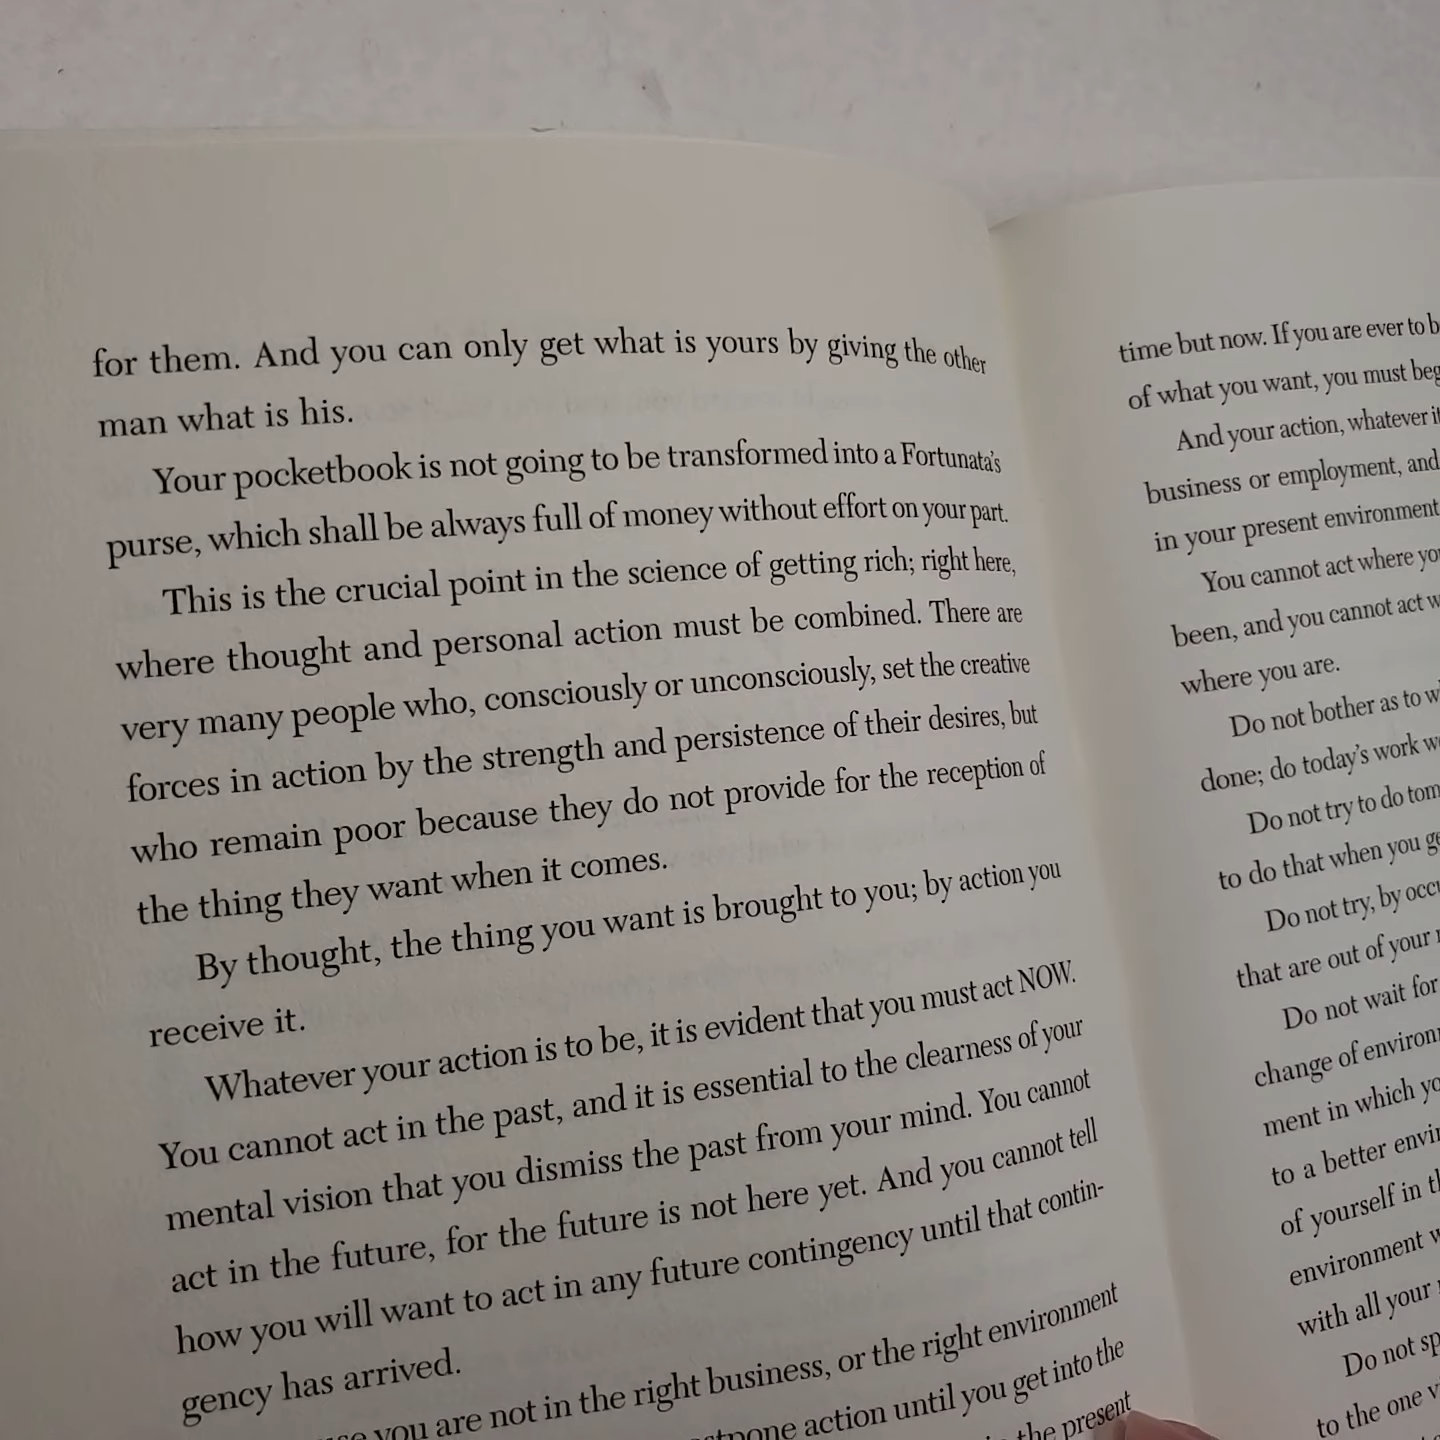 for them. And you can only get what is yours by giving the other
man what is his.
Your pocketbook is not going to be transformed into a Fortunata's
purse, which shall be always full of money without effort on your part.
This is the crucial point in the science of getting rich; right here,
where thought and personal action must be combined. There are
very many people who, consciously or unconsciously, set the creative
forces in action by the strength and persistence of their desires, but
who remain poor because they do not provide for the reception of
the thing they want when it comes.
By thought, the thing you want is brought to you; by action you
receive it.
Whatever your action is to be, it is evident that you must act NOW.
You cannot act in the past, and it is essential to the clearness of your
mental vision that you dismiss the past from your mind. You cannot
act in the future, for the future is not here yet. And you cannot tell
how you will want to act in any future contingency until that contin-
gency has arrived.
you are not in the right business, or the right environment
action until you get into the
the present
time but now. If you are ever to
of what you want, you must
And your action, whatever
business or employment, and
in your present environment
You cannot act where
been, and you cannot act
where you are.
Do not bother as to
done; do today's work
Do not try to do
to do that when you
Do not try, by
that are out of your
Do not wait for
change of
ment in which
to a better
of yourself in
environment
with all your
Do not
to the one